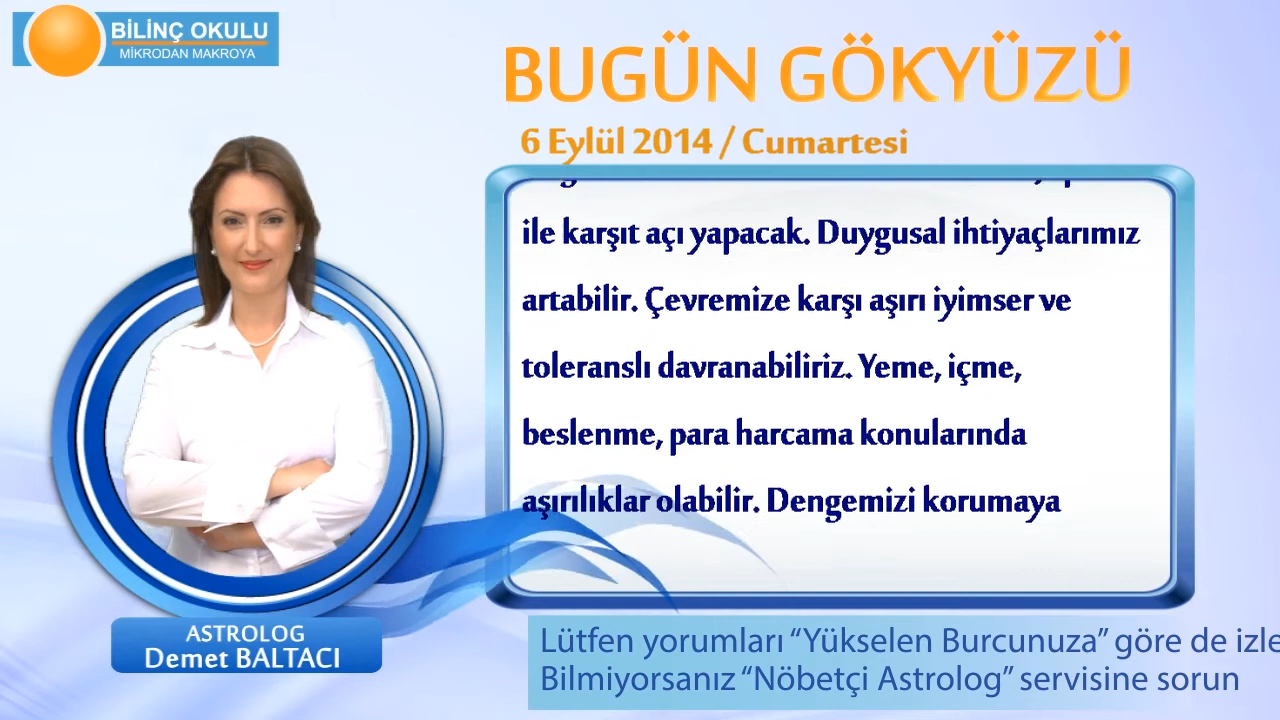 BİLİNÇ OKULU
MİKRODAN MAKROYA
BUGÜN GÖKYÜZÜ
6 Eylül 2014 / Cumartesi
ile karşıt açı yapacak. Duygusal ihtiyaçlarımız
artabilir. Çevremize karşı aşırı iyimser ve
toleranslı davranabiliriz. Yeme, içme,
beslenme, para harcama konularında
aşırılıklar olabilir. Dengemizi korumaya
ASTROLOG
Demet BALTACI
Lütfen yorumları “Yükselen Burcunuza” göre de izle
Bilmiyorsanız “Nöbetçi Astrolog” servisine sorun